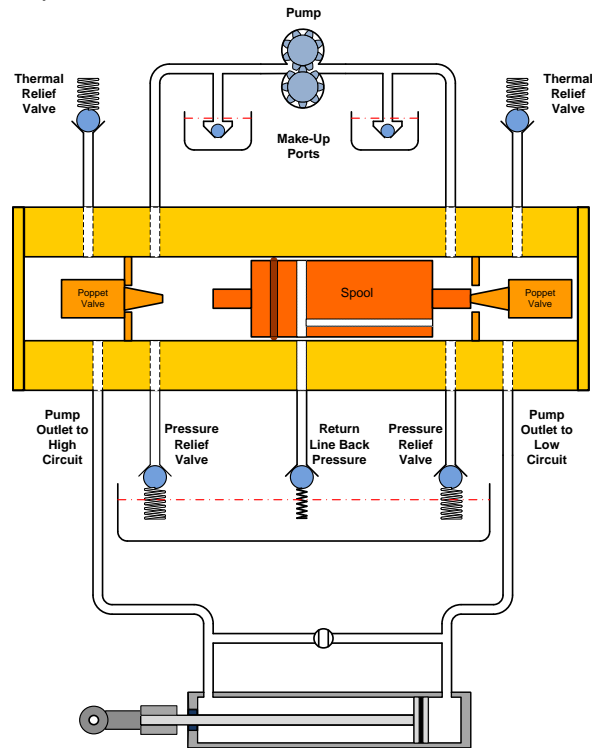 Pump
Thermal
Relief
Valve
Thermal
Relief
Valve
Make-Up
Ports
Poppet
Valve
Spool
Poppet
Valve
Pump
Outlet to
High
Circuit
Pressure
Relief
Valve
Return
Line Back
Pressure
Pressure
Relief
Valve
Pump
Outlet to
Low
Circuit